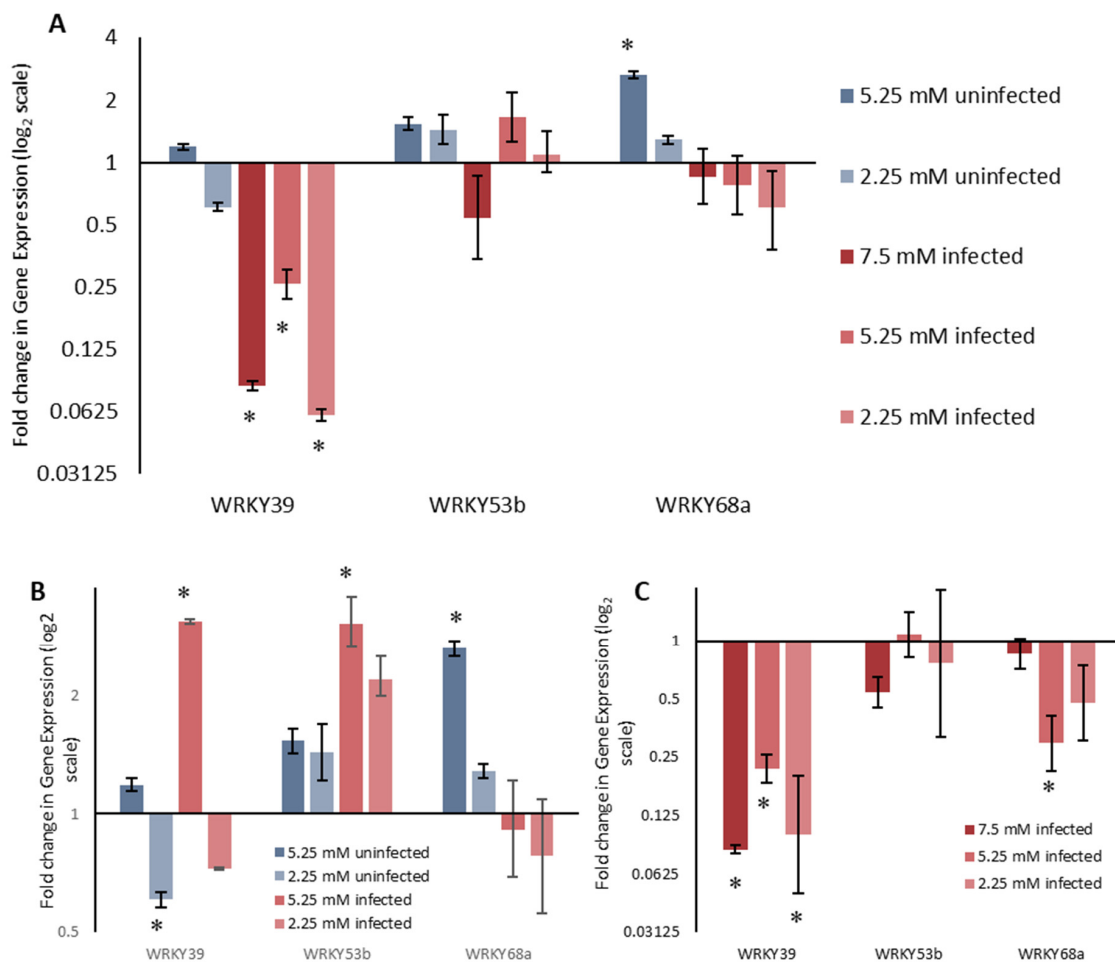 A
Fold change in Gene Expression (log2 scale)
4
2
1
0.5
0.25
0.125
0.0625
0.03125
*
*
*
*
WRKY39
WRKY53b
WRKY68a
5.25 mM uninfected
2.25 mM uninfected
7.5 mM infected
5.25 mM infected
2.25 mM infected
B
Fold change in Gene Expression (log2
scale)
2
1
0.5
*
*
*
*
5.25 mM uninfected
2.25 mM uninfected
5.25 mM infected
2.25 mM infected
WRKY39
WRKY53b
WRKY68a
C
Fold change in Gene Expression (log2
scale)
1
0.5
0.25
0.125
0.0625
0.03125
*
*
*
*
7.5 mM infected
5.25 mM infected
2.25 mM infected
WRKY39
WRKY53b
WRKY68a